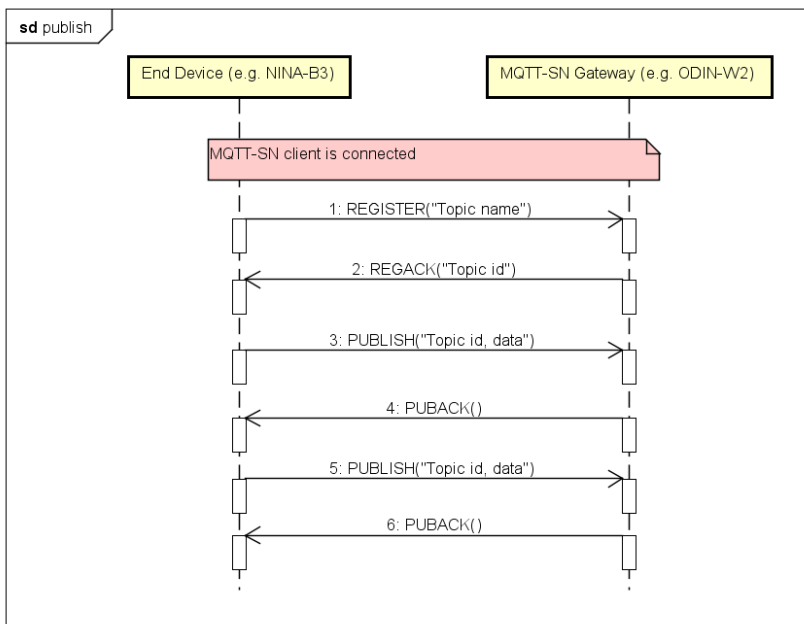 sd publish
End Device (e.g. NINA-B3)
MQTT-SN Gateway (e.g. ODIN-W2)
MQTT-SN client is connected
1: REGISTER("Topic name")
2: REGACK("Topic id")
3: PUBLISH("Topic id, data")
4: PUBACK()
5: PUBLISH("Topic id, data")
6: PUBACK()